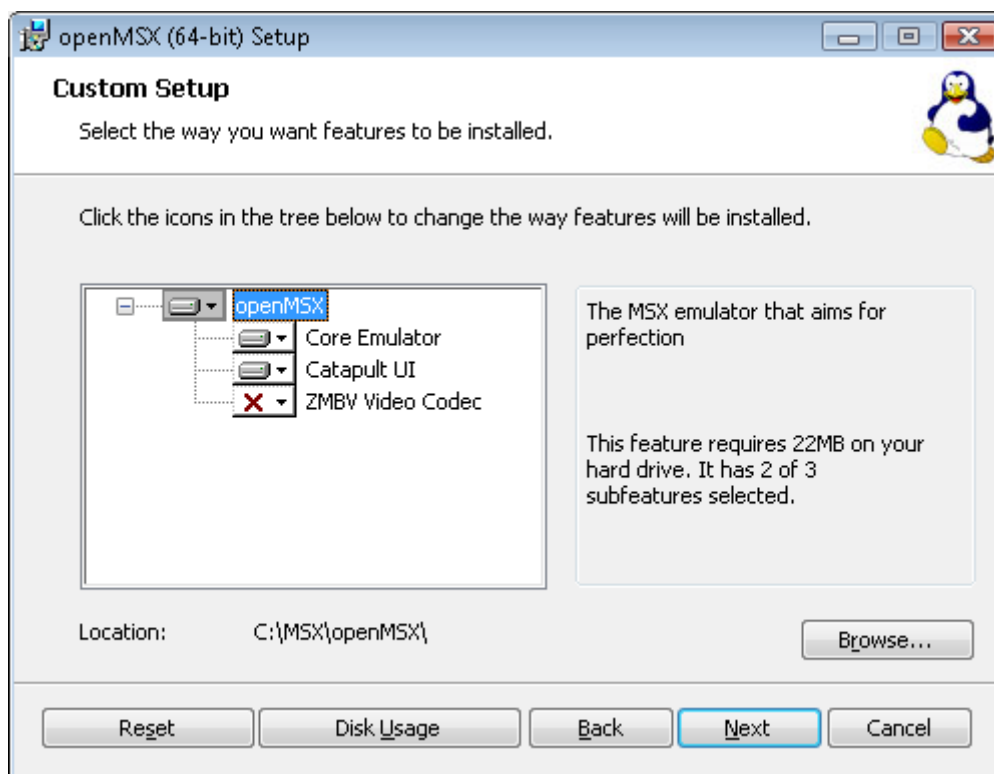 openMSX (64-bit) Setup
Custom Setup
Select the way you want features to be installed.
Click the icons in the tree below to change the way features will be installed.
openMSX
Core Emulator
Catapult UI
ZMBV Video Codec
The MSX emulator that aims for
perfection
This feature requires 22MB on your
hard drive. It has 2 of 3
subfeatures selected.
Location: C:\MSX\openMSX\
Browse...
Reset Disk Usage Back Next Cancel